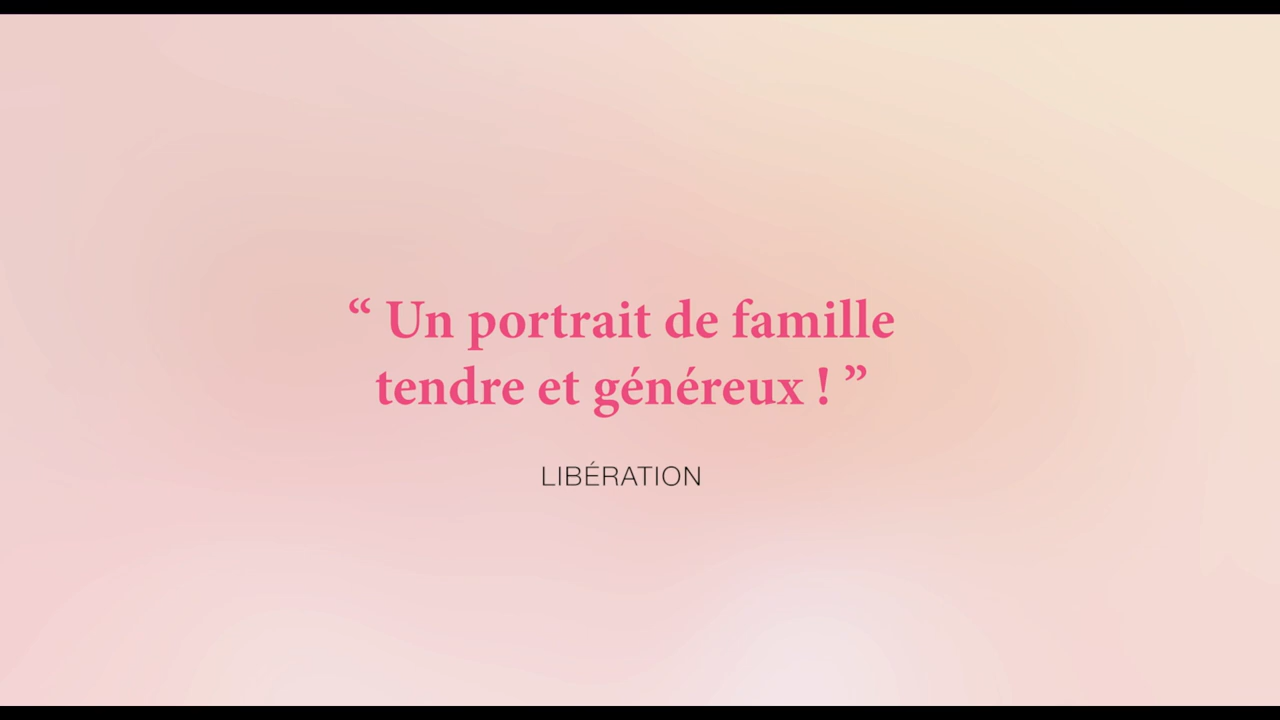 “ Un portrait de famille
tendre et généreux ! ”
LIBÉRATION